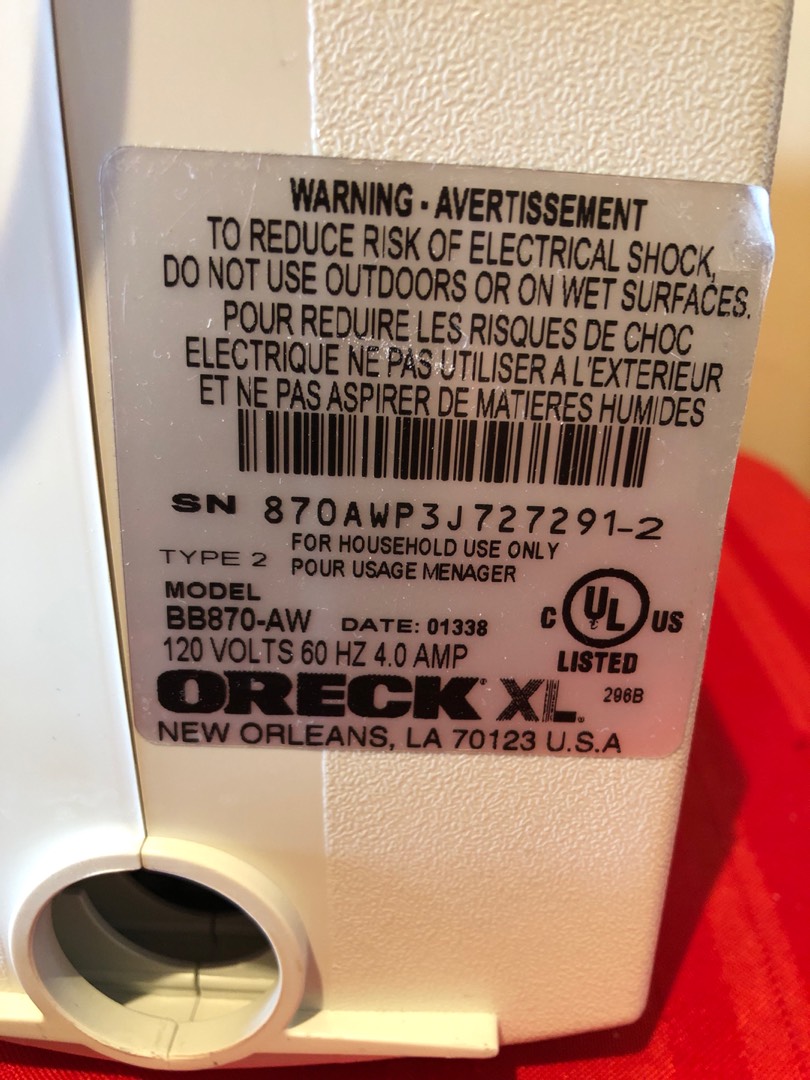 WARNING - AVERTISSEMENT
TO REDUCE RISK OF ELECTRICAL SHOCK,
DO NOT USE OUTDOORS OR ON WET SURFACES.
POUR REDUIRE LES RISQUES DE CHOC
ELECTRIQUE NE PAS UTILISER A L'EXTERIEUR
ET NE PAS ASPIRER DE MATIERES HUMIDES
SN 870AWP3J727291-2
FOR HOUSEHOLD USE ONLY
TYPE 2 POUR USAGE MENAGER
MODEL
BB870-AW DATE: 01338
C UL US
120 VOLTS 60 HZ 4.0 AMP
LISTED
ORECK XL 296B
NEW ORLEANS, LA 70123 U.S.A